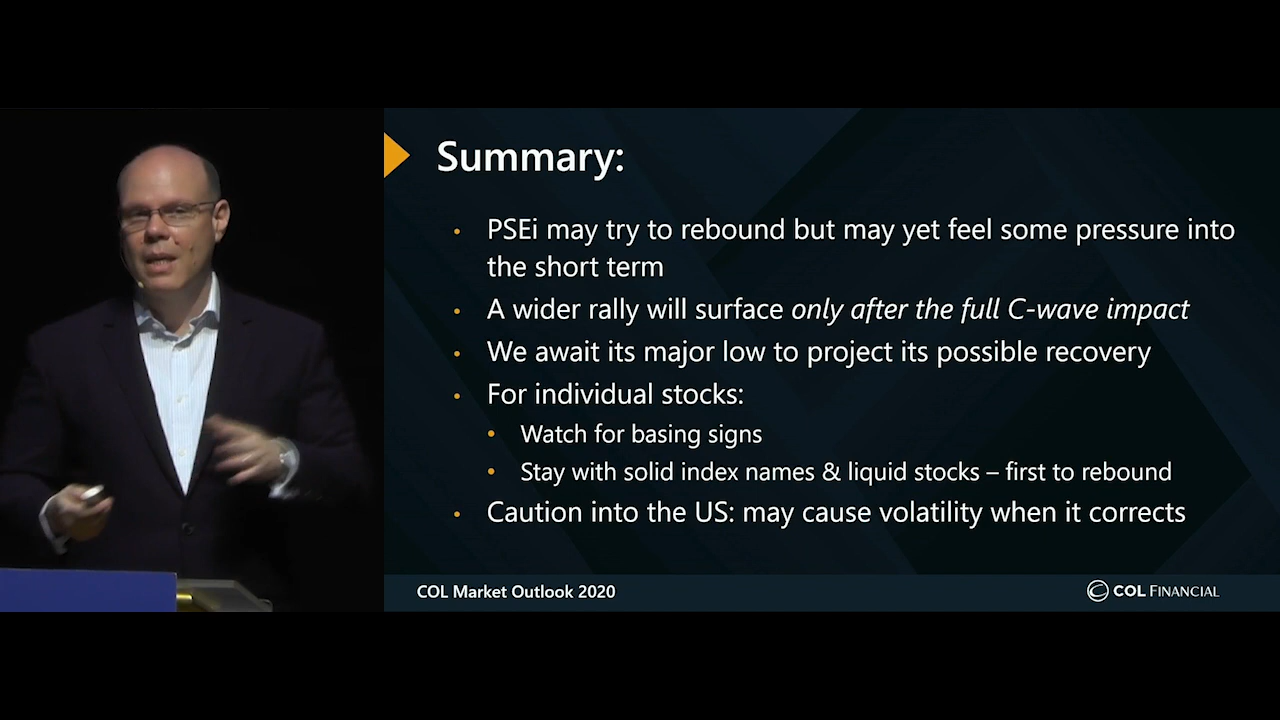 Summary:
• PSEi may try to rebound but may yet feel some pressure into
the short term
• A wider rally will surface only after the full C-wave impact
• We await its major low to project its possible recovery
• For individual stocks:
• Watch for basing signs
• Stay with solid index names & liquid stocks – first to rebound
• Caution into the US: may cause volatility when it corrects
COL Market Outlook 2020
COL FINANCIAL